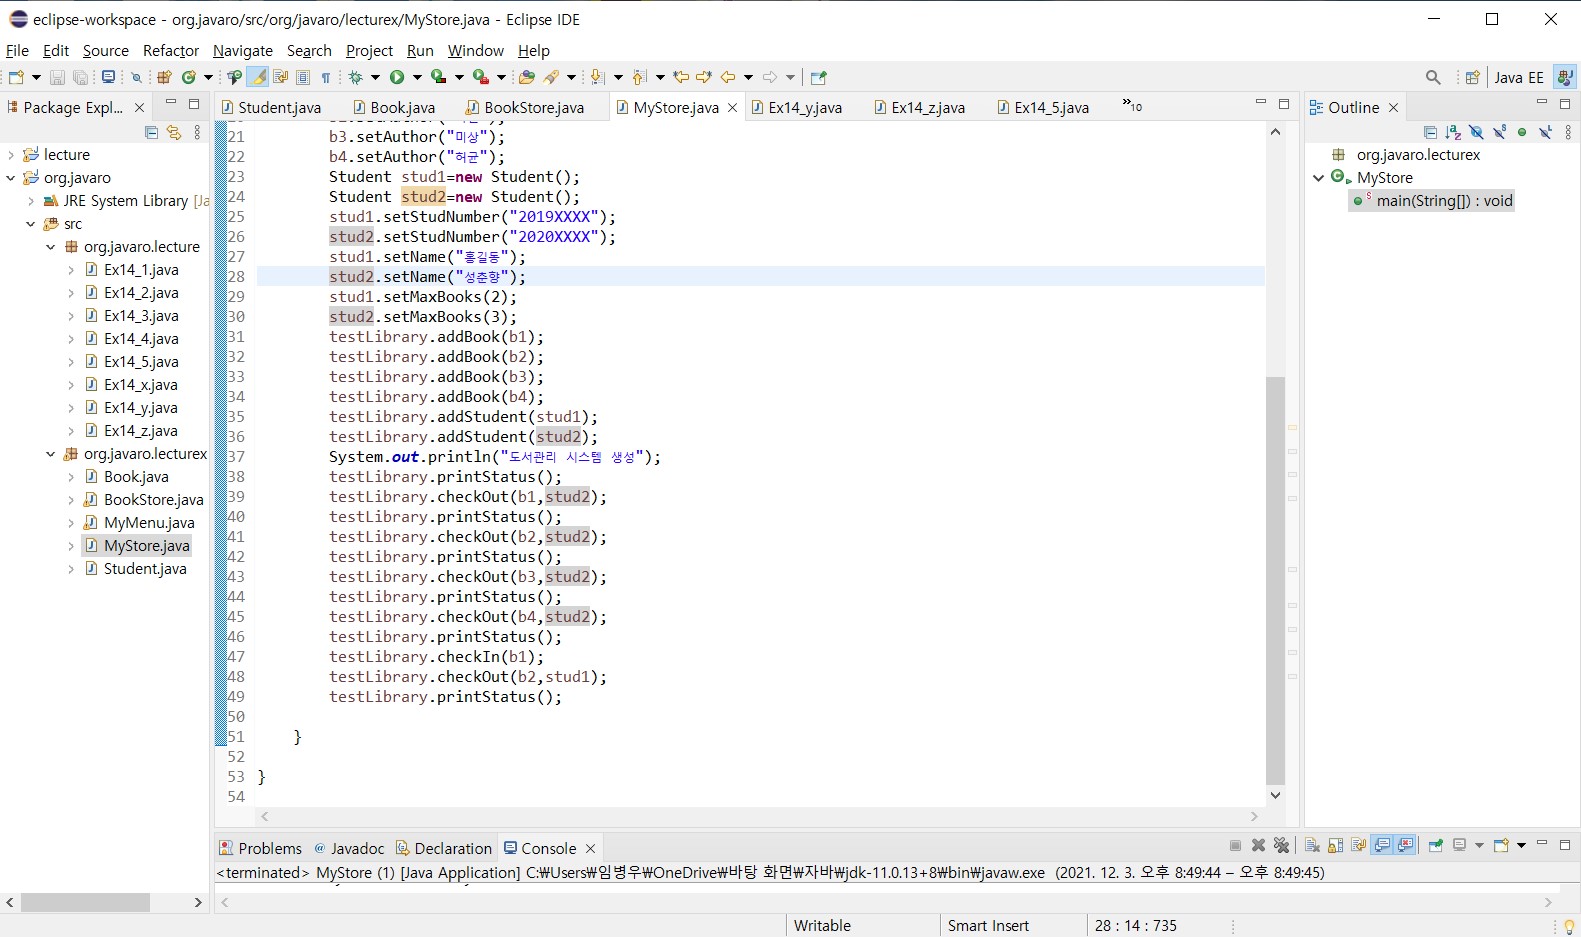 eclipse-workspace - org.javaro/src/org/javaro/lecturex/MyStore.java - Eclipse IDE
File Edit Source Refactor Navigate Search Project Run Window Help
Java EE
Package Expl...
lecture
org.javaro
JRE System Library [Ja
src
org.javaro.lecture
Ex14_1.java
Ex14_2.java
Ex14_3.java
Ex14_4.java
Ex14_5.java
Ex14_x.java
Ex14_y.java
Ex14_z.java
org.javaro.lecturex
Book.java
BookStore.java
MyMenu.java
MyStore.java
Student.java
Student.java Book.java BookStore.java MyStore.java Ex14_y.java Ex14_z.java Ex14_5.java »10
21 b3.setAuthor("미상");
22 b4.setAuthor("허균");
23 Student stud1=new Student();
24 Student stud2=new Student();
25 stud1.setStudNumber("2019XXXX");
26 stud2.setStudNumber("2020XXXX");
27 stud1.setName("홍길동");
28 stud2.setName("성춘향");
29 stud1.setMaxBooks(2);
30 stud2.setMaxBooks(3);
31 testLibrary.addBook(b1);
32 testLibrary.addBook(b2);
33 testLibrary.addBook(b3);
34 testLibrary.addBook(b4);
35 testLibrary.addStudent(stud1);
36 testLibrary.addStudent(stud2);
37 System.out.println("도서관리 시스템 생성");
38 testLibrary.printStatus();
39 testLibrary.checkOut(b1,stud2);
40 testLibrary.printStatus();
41 testLibrary.checkOut(b2,stud2);
42 testLibrary.printStatus();
43 testLibrary.checkOut(b3,stud2);
44 testLibrary.printStatus();
45 testLibrary.checkOut(b4,stud2);
46 testLibrary.printStatus();
47 testLibrary.checkIn(b1);
48 testLibrary.checkOut(b2,stud1);
49 testLibrary.printStatus();
50
51 }
52
53 }
54
Outline
org.javaro.lecturex
MyStore
main(String[]) : void
Problems @ Javadoc Declaration Console
<terminated> MyStore (1) [Java Application] C:₩Users₩임병우₩OneDrive₩바탕 화면₩자바₩jdk-11.0.13+8₩bin₩javaw.exe (2021. 12. 3. 오후 8:49:44 – 오후 8:49:45)
Writable Smart Insert 28 : 14 : 735